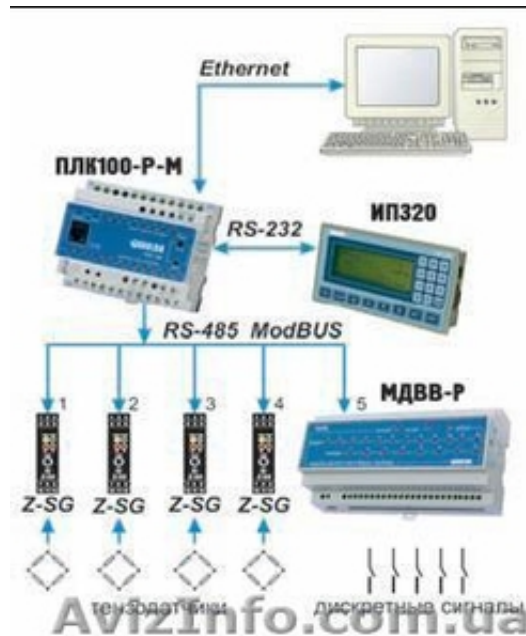 Ethernet
ПЛК100-Р-М
RS-232
ИП320
RS-485 ModBUS
МДВВ-Р
1
2
3
4
5
Z-SG
Z-SG
Z-SG
Z-SG
тензодатчики
дискретные сигналы
AvizInfo.com.ua